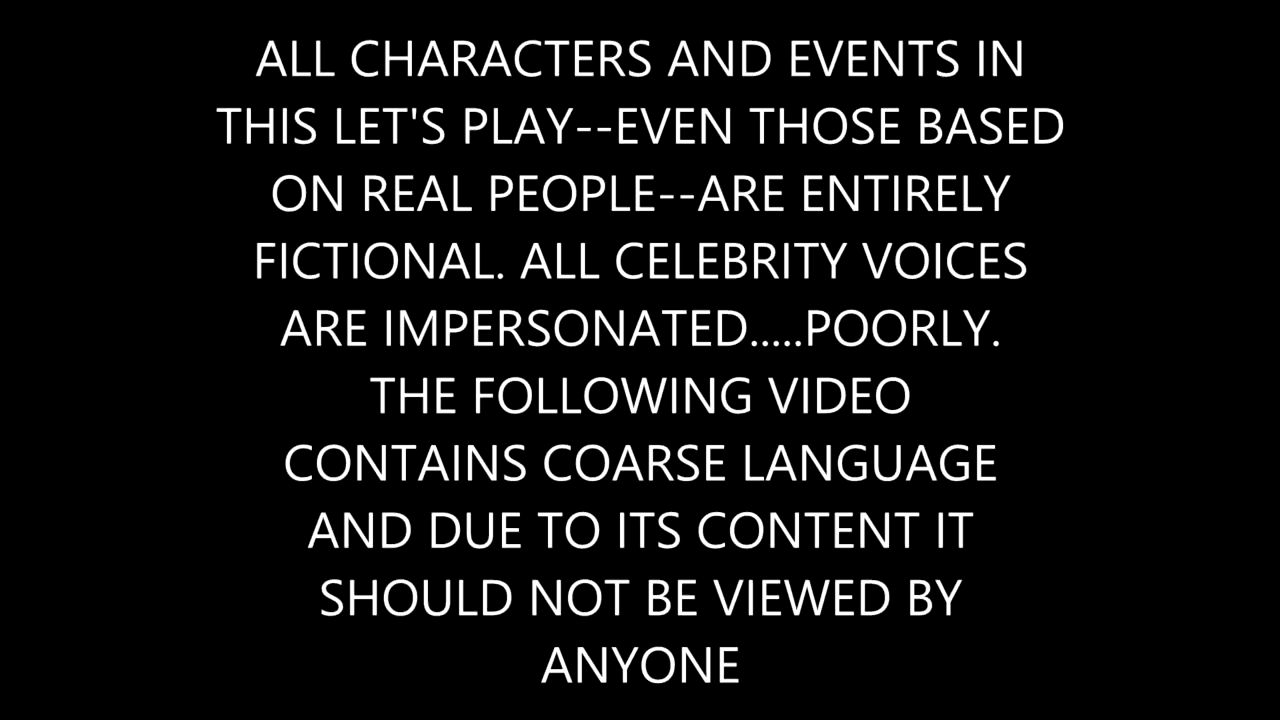 ALL CHARACTERS AND EVENTS IN
THIS LET'S PLAY--EVEN THOSE BASED
ON REAL PEOPLE--ARE ENTIRELY
FICTIONAL. ALL CELEBRITY VOICES
ARE IMPERSONATED.....POORLY.
THE FOLLOWING VIDEO
CONTAINS COARSE LANGUAGE
AND DUE TO ITS CONTENT IT
SHOULD NOT BE VIEWED BY
ANYONE